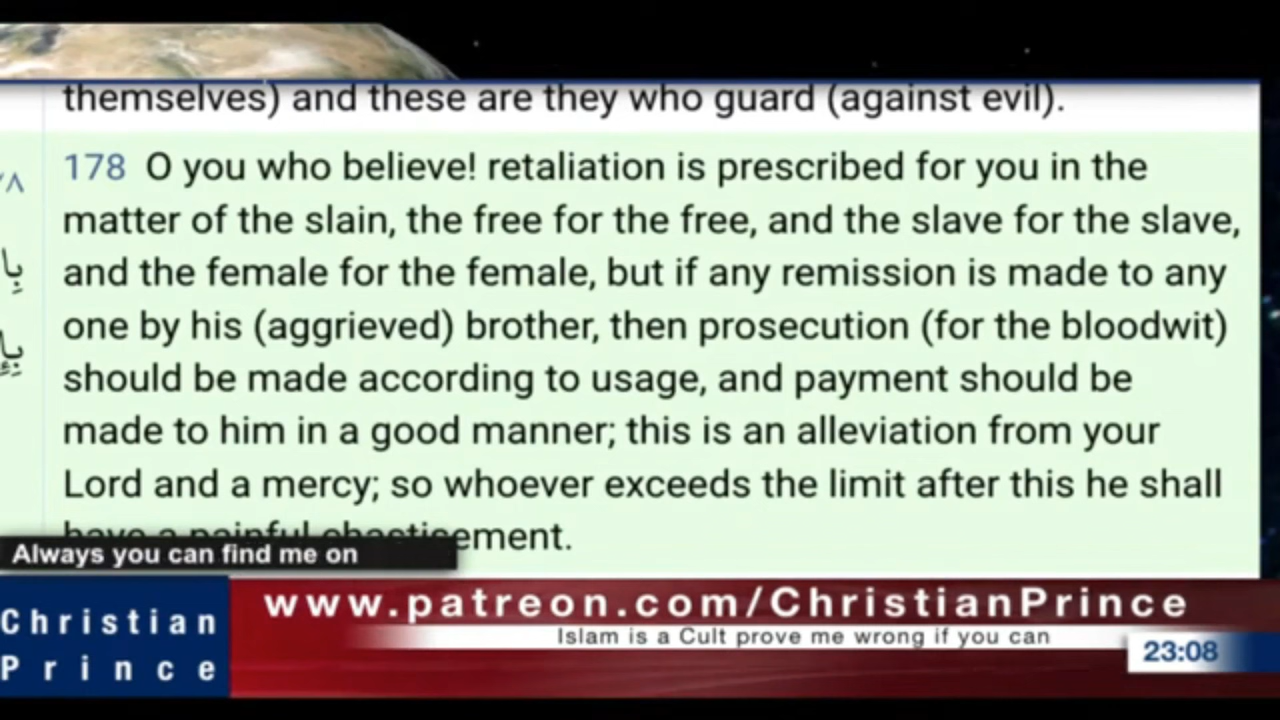 themselves) and these are they who guard (against evil).
178 O you who believe! retaliation is prescribed for you in the
matter of the slain, the free for the free, and the slave for the slave,
and the female for the female, but if any remission is made to any
one by his (aggrieved) brother, then prosecution (for the bloodwit)
should be made according to usage, and payment should be
made to him in a good manner; this is an alleviation from your
Lord and a mercy; so whoever exceeds the limit after this he shall
have a painful chastisement.
Always you can find me on
www.patreon.com/ChristianPrince
Islam is a Cult prove me wrong if you can
Christian
Prince
23:08